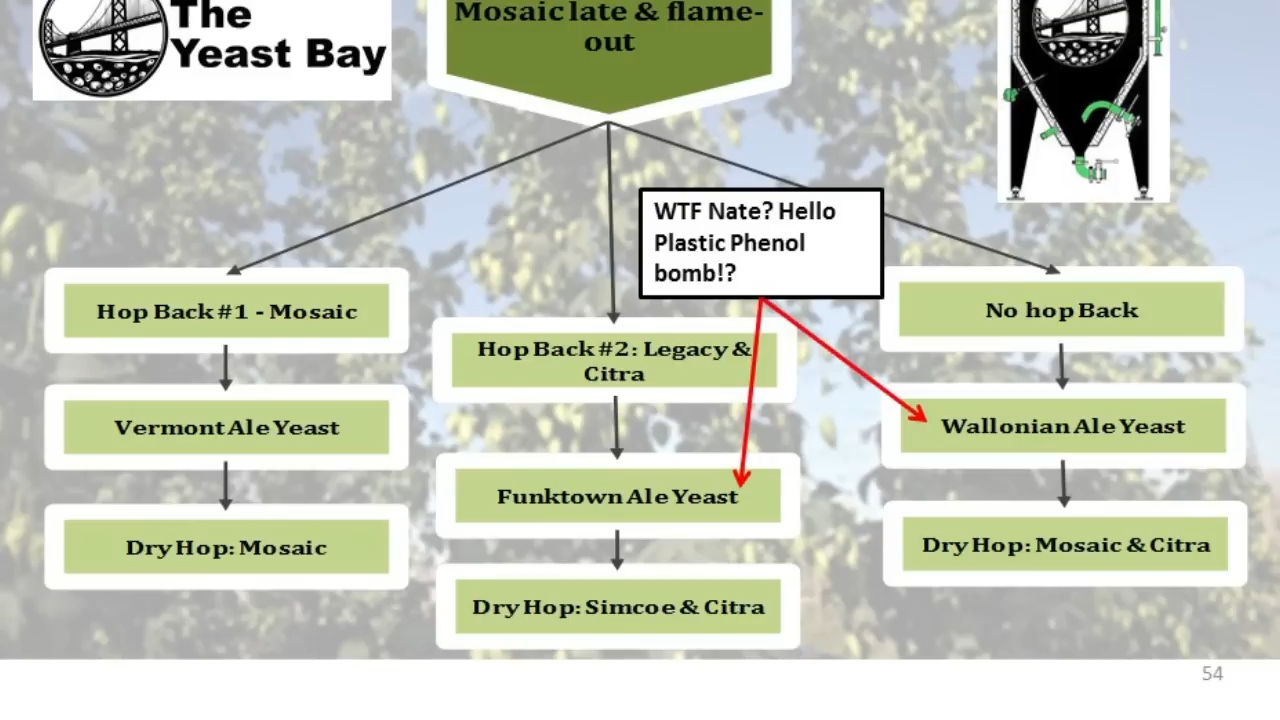 The
Yeast Bay
Mosaic late & flame-
out
WTF Nate? Hello
Plastic Phenol
bomb!?
Hop Back #1 - Mosaic
Vermont Ale Yeast
Dry Hop: Mosaic
Hop Back #2: Legacy &
Citra
Funktown Ale Yeast
Dry Hop: Simcoe & Citra
No hop Back
Wallonian Ale Yeast
Dry Hop: Mosaic & Citra
54